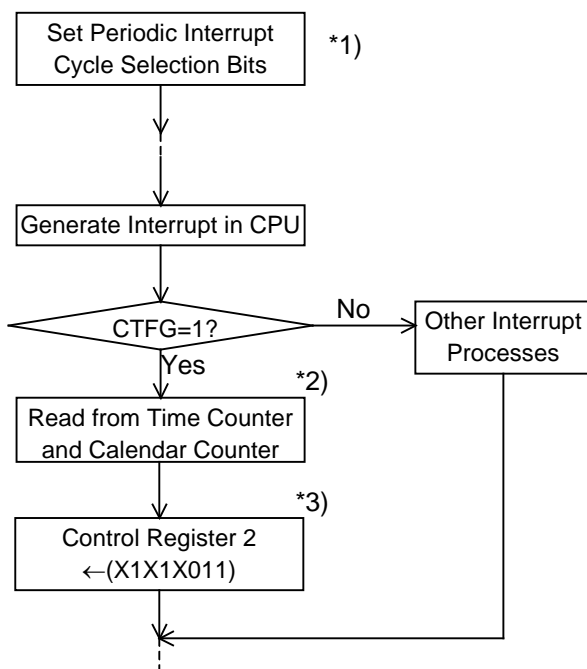 Set Periodic Interrupt
Cycle Selection Bits
*1)
Generate Interrupt in CPU
CTFG=1?
No
Other Interrupt
Processes
Yes
*2)
Read from Time Counter
and Calendar Counter
*3)
Control Register 2
←(X1X1X011)